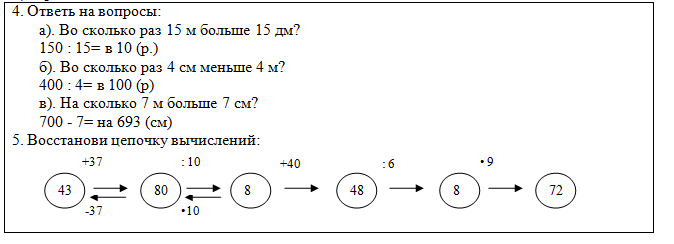 4. Ответь на вопросы:
а). Во сколько раз 15 м больше 15 дм?
150 : 15= в 10 (р.)
б). Во сколько раз 4 см меньше 4 м?
400 : 4= в 100 (р)
в). На сколько 7 м больше 7 см?
700 - 7= на 693 (см)
5. Восстанови цепочку вычислений:
+37 : 10 +40 : 6 •9
43 80 8 48 8 72
-37 •10